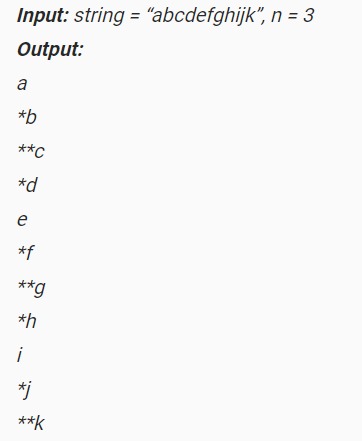 Input: string = “abcdefghijk”, n = 3
Output:
a
*b
**c
*d
e
*f
**g
*h
i
*j
**k